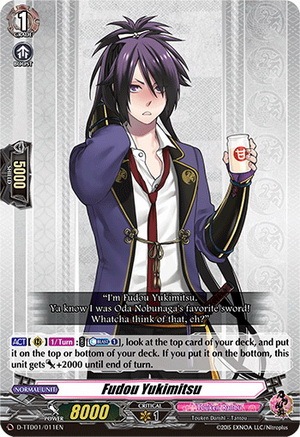 1
GRADE
BOOST
5000
SHIELD
"I'm Fudou Yukimitsu.
Ya know I was Oda Nobunaga's favorite sword!
Whatcha think of that, eh?"
ACT 1/Turn 1, look at the top card of your deck, and put
it on the top or bottom of your deck. If you put it on the bottom, this
unit gets +2000 until end of turn.
NORMAL UNIT
Fudou Yukimitsu
POWER 8000
CRITICAL 1
Touken Danshi - Tantou
D-TTD01/011EN
©2015 EXNOA LLC/Nitroplus